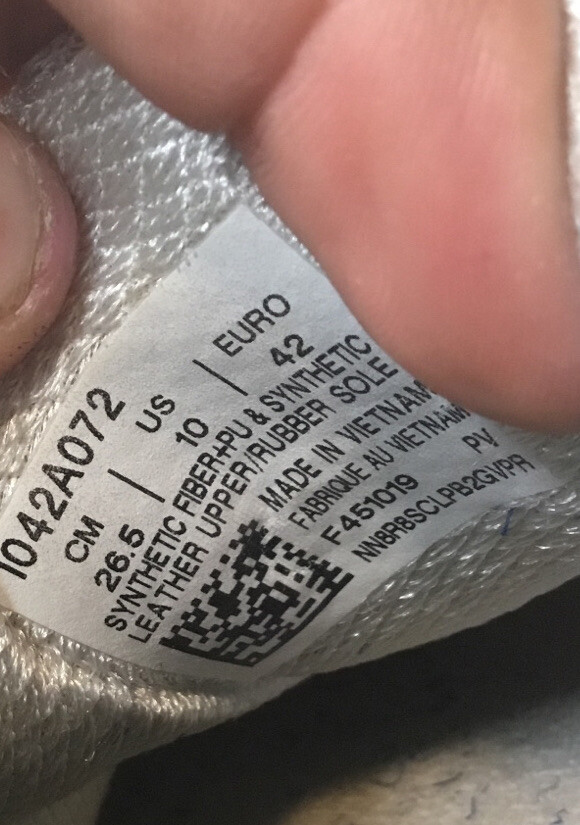 1042A072
CM | US | EURO
26.5 | 10 | 42
SYNTHETIC FIBER+PU & SYNTHETIC
LEATHER UPPER/RUBBER SOLE
MADE IN VIETNAM
FABRIQUE AU VIETNAM
F451019 PV
NN8R8SCLPB2GVPR